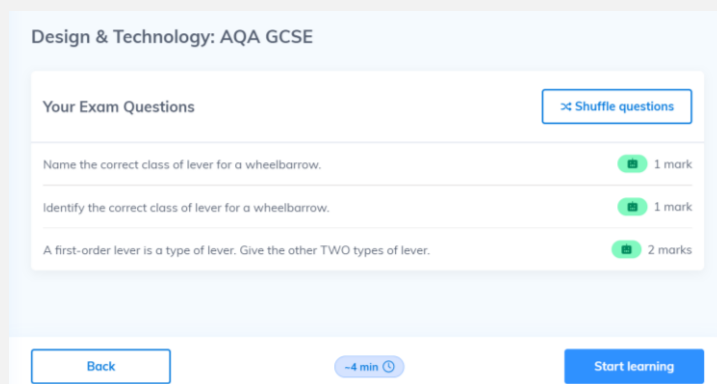 Design & Technology: AQA GCSE
Your Exam Questions
Shuffle questions
Name the correct class of lever for a wheelbarrow.
1 mark
Identify the correct class of lever for a wheelbarrow.
1 mark
A first-order lever is a type of lever. Give the other TWO types of lever.
2 marks
Back
~4 min
Start learning